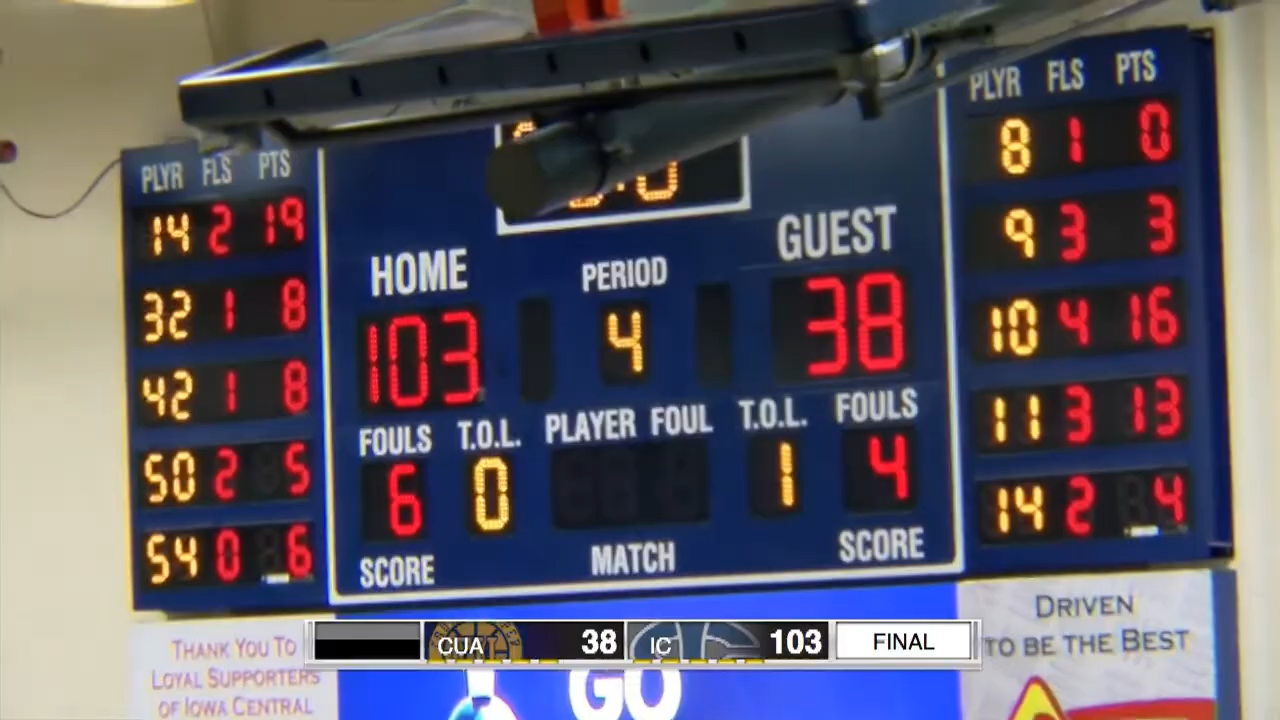 PLYR FLS PTS
14 2 19
32 1 8
42 1 8
50 2 5
54 0 6
HOME
103
PERIOD
4
GUEST
38
FOULS T.O.L. PLAYER FOUL T.O.L. FOULS
6 0 1 4
SCORE MATCH SCORE
PLYR FLS PTS
8 1 0
9 3 3
10 4 16
11 3 13
14 2 4
THANK YOU TO
LOYAL SUPPORTERS
OF IOWA CENTRAL
GO
DRIVEN
TO BE THE BEST
CUA 38 IC 103 FINAL